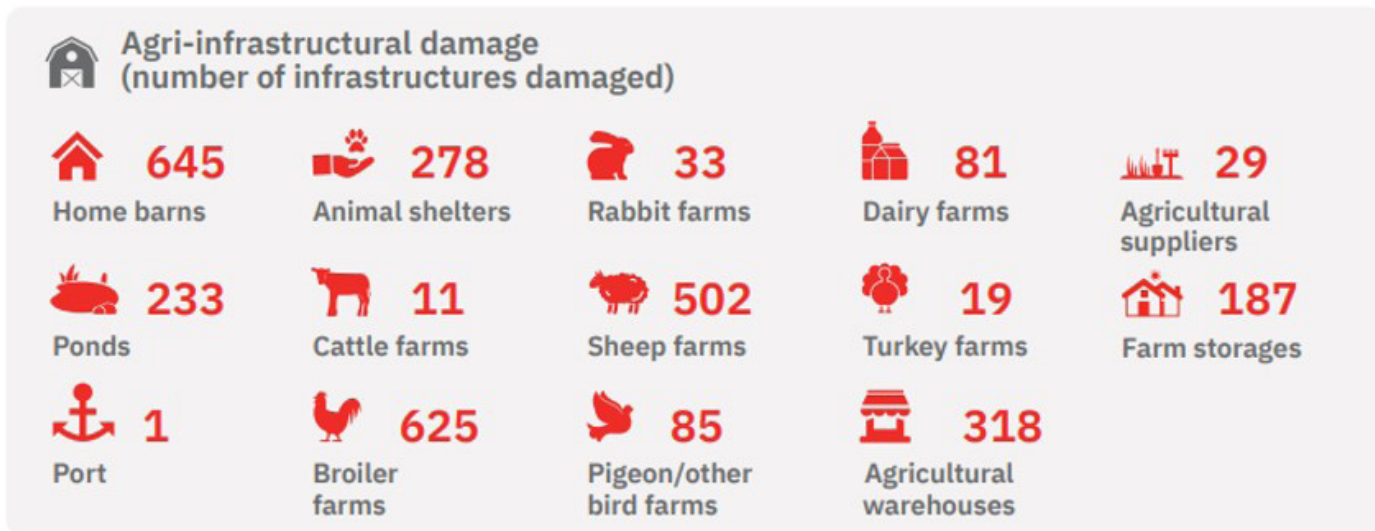 Agri-infrastructural damage
(number of infrastructures damaged)
645
Home barns
278
Animal shelters
33
Rabbit farms
81
Dairy farms
29
Agricultural
suppliers
233
Ponds
11
Cattle farms
502
Sheep farms
19
Turkey farms
187
Farm storages
1
Port
625
Broiler
farms
85
Pigeon/other
bird farms
318
Agricultural
warehouses